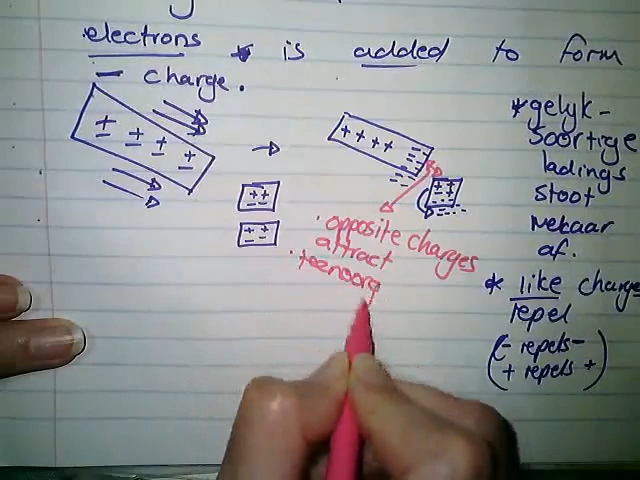 electrons is added to form
- charge.
* gelyk-
soortige
ladings
stoot
mekaar
af.
* like charge
repel
(- repels -
+ repels +)
· opposite charges
attract
· teenoorg